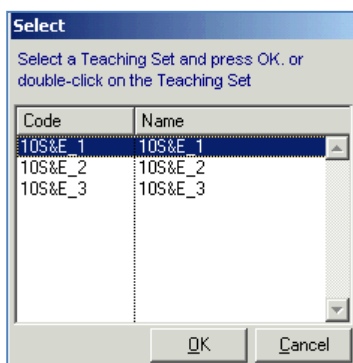 Select
Select a Teaching Set and press OK, or
double-click on the Teaching Set
Code Name
10S&E_1 10S&E_1
10S&E_2 10S&E_2
10S&E_3 10S&E_3
OK Cancel